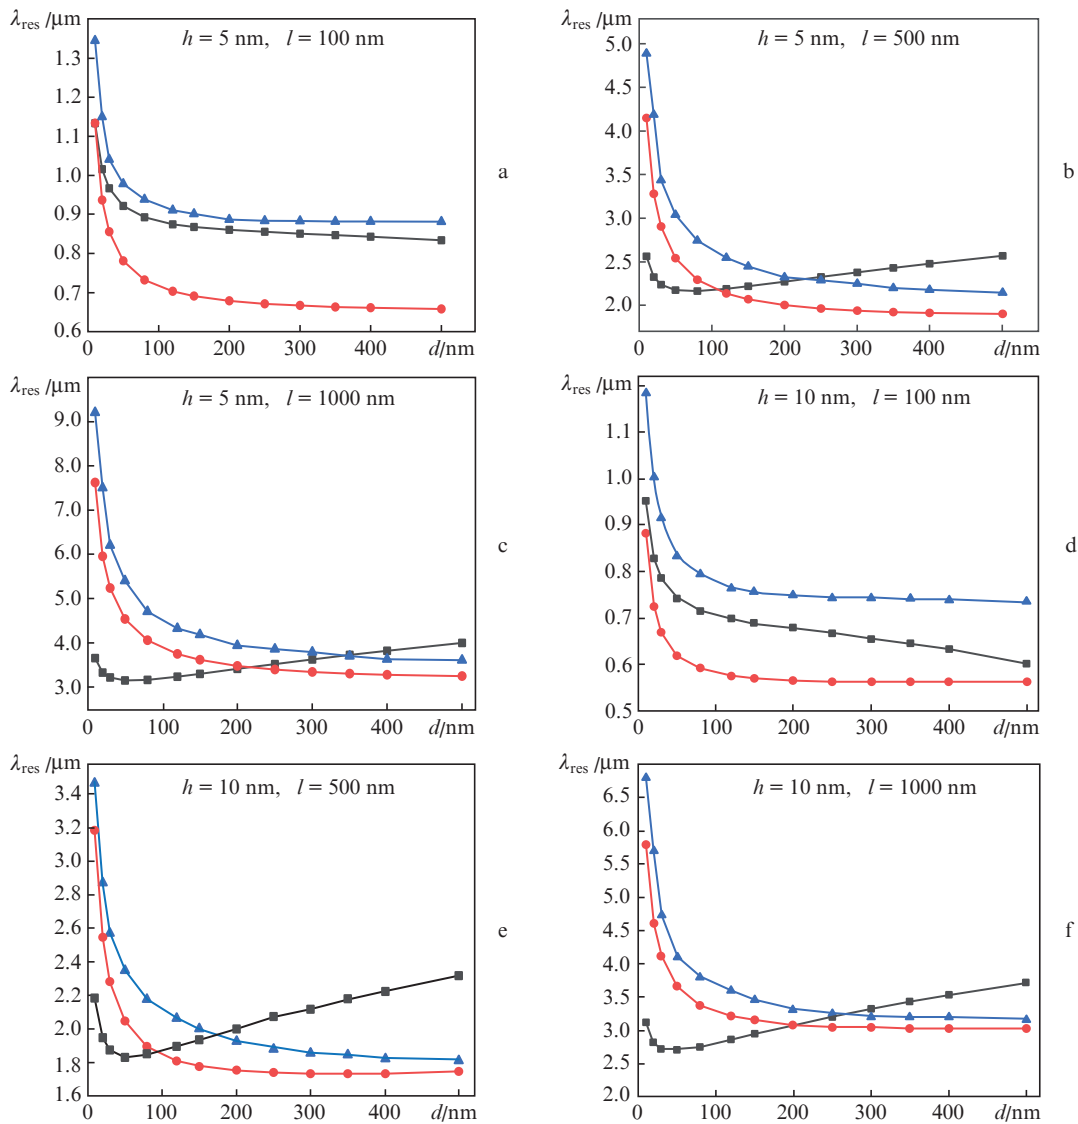 λres /μm
h = 5 nm, l = 100 nm
1.3
1.2
1.1
1.0
0.9
0.8
0.7
0.6
0 100 200 300 400 d/nm
a
λres /μm
h = 5 nm, l = 500 nm
5.0
4.5
4.0
3.5
3.0
2.5
2.0
0 100 200 300 400 d/nm
b
λres /μm
h = 5 nm, l = 1000 nm
9.0
8.0
7.0
6.0
5.0
4.0
3.0
0 100 200 300 400 d/nm
c
λres /μm
h = 10 nm, l = 100 nm
1.1
1.0
0.9
0.8
0.7
0.6
0.5
0 100 200 300 400 d/nm
d
λres /μm
h = 10 nm, l = 500 nm
3.4
3.2
3.0
2.8
2.6
2.4
2.2
2.0
1.8
1.6
0 100 200 300 400 d/nm
e
λres /μm
h = 10 nm, l = 1000 nm
6.5
6.0
5.5
5.0
4.5
4.0
3.5
3.0
2.5
2.0
0 100 200 300 400 d/nm
f